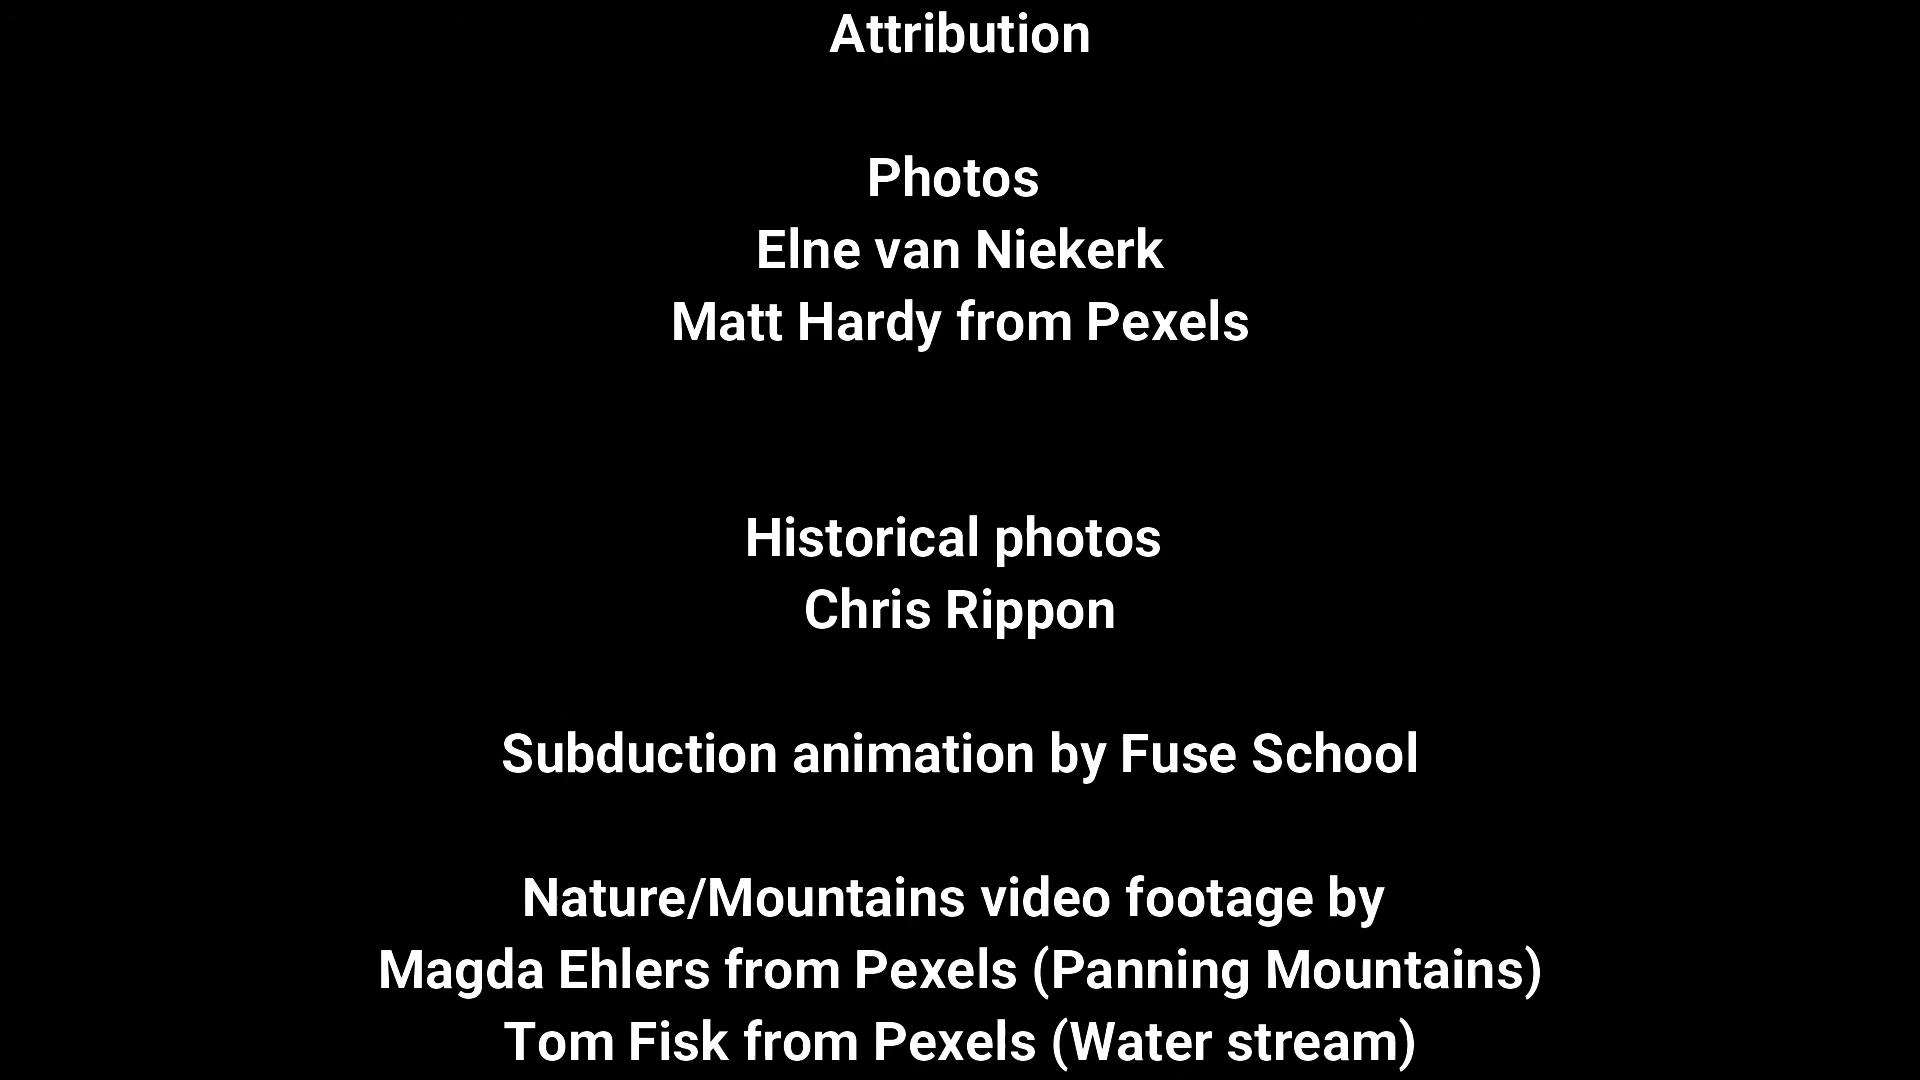 Attribution
Photos
Elne van Niekerk
Matt Hardy from Pexels
Historical photos
Chris Rippon
Subduction animation by Fuse School
Nature/Mountains video footage by
Magda Ehlers from Pexels (Panning Mountains)
Tom Fisk from Pexels (Water stream)